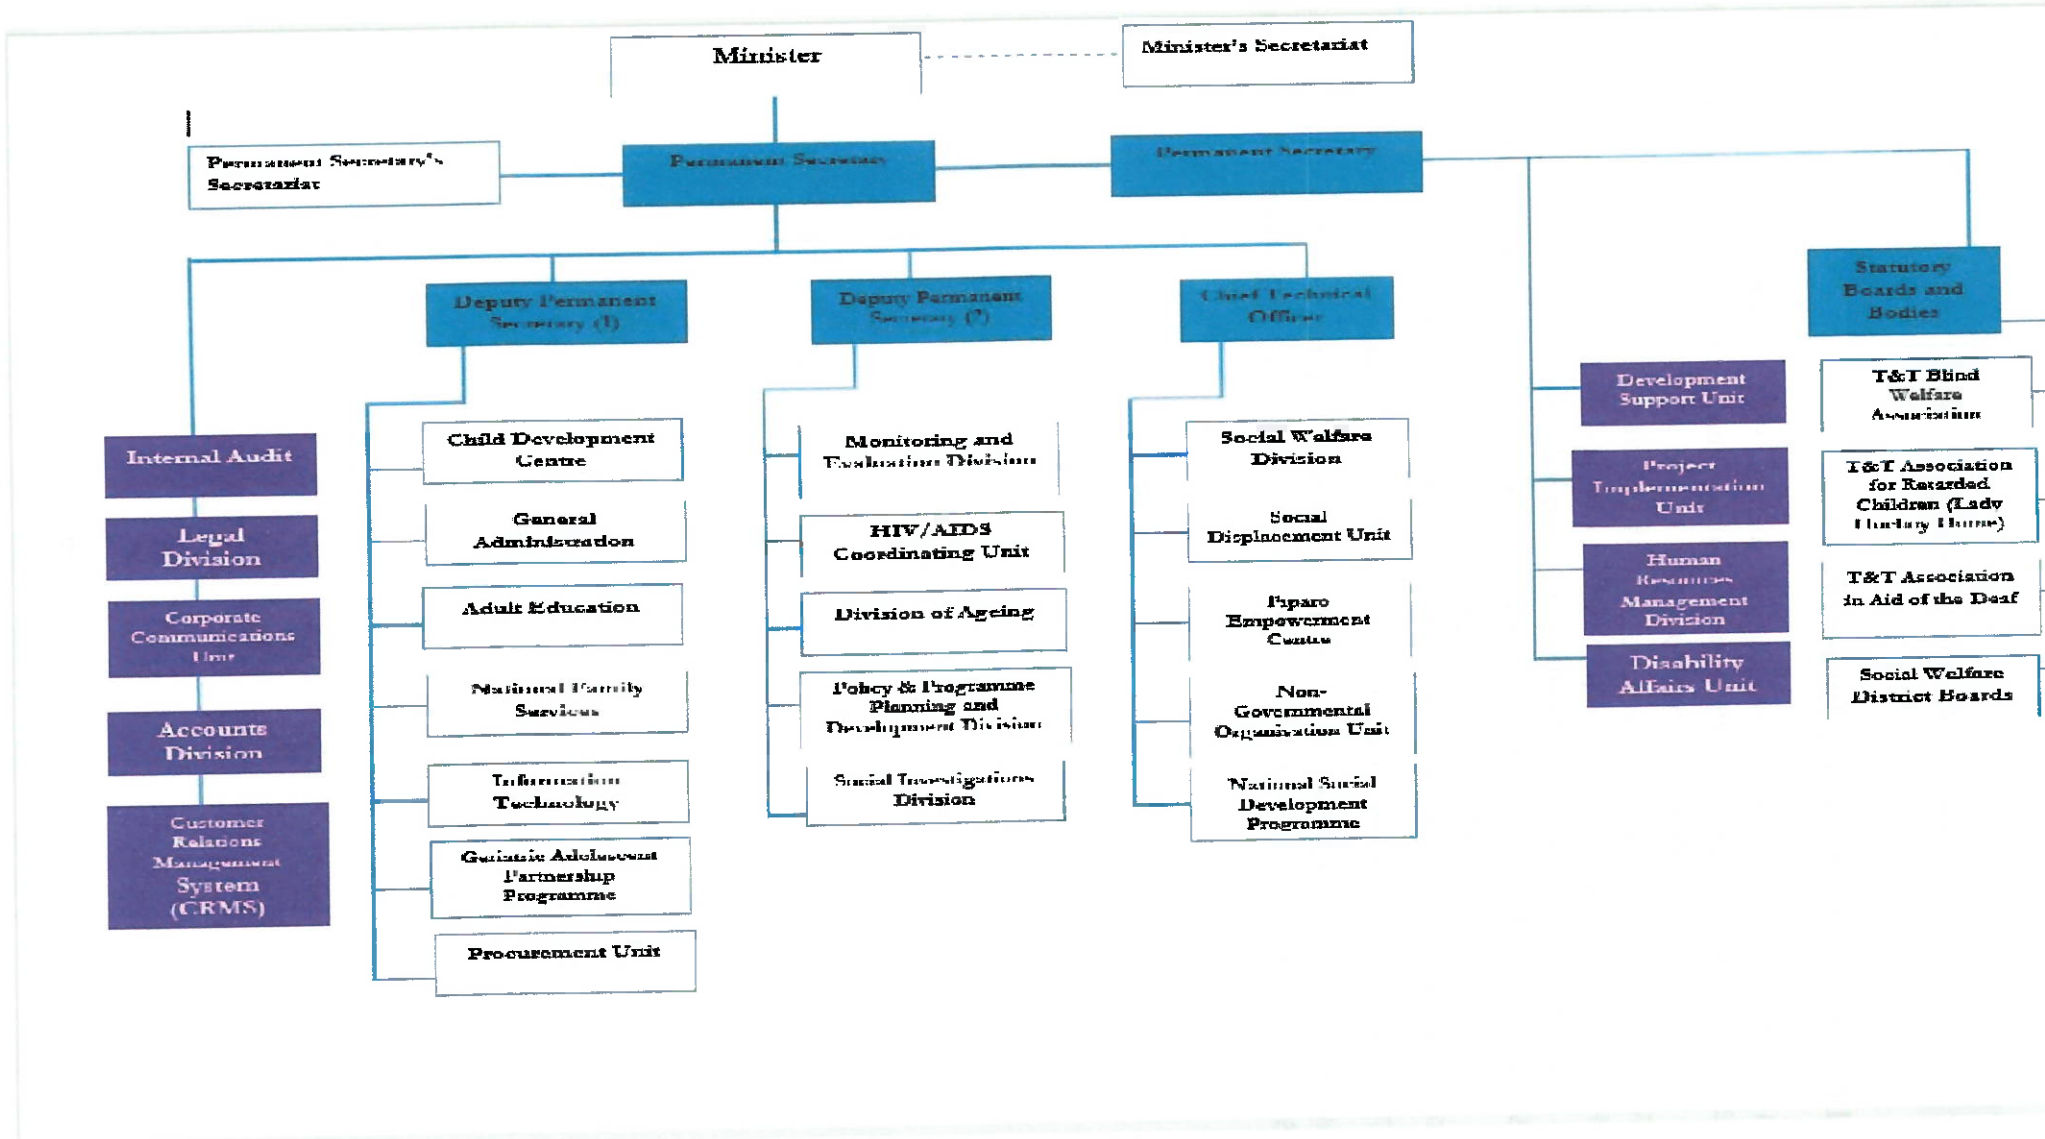 Minister
Minister's Secretariat
Permanent Secretary's
Secretariat
Permanent Secretary
Permanent Secretary
Deputy Permanent
Secretary (1)
Deputy Permanent
Secretary (2)
Chief Technical
Officer
Statutory
Boards and
Bodies
Internal Audit
Legal
Division
Corporate
Communications
Unit
Accounts
Division
Customer
Relations
Management
System
(CRMS)
Child Development
Centre
General
Administration
Adult Education
National Family
Services
Information
Technology
Geriatric Adolescent
Partnership
Programme
Procurement Unit
Monitoring and
Evaluation Division
HIV/AIDS
Coordinating Unit
Division of Ageing
Policy & Programme
Planning and
Development Division
Social Investigations
Division
Social Welfare
Division
Social
Displacement Unit
Piparo
Empowerment
Centre
Non-
Governmental
Organisation Unit
National Social
Development
Programme
Development
Support Unit
Project
Implementation
Unit
Human
Resources
Management
Division
Disability
Affairs Unit
T&T Blind
Welfare
Association
T&T Association
for Retarded
Children (Lady
Hochoy Home)
T&T Association
in Aid of the Deaf
Social Welfare
District Boards